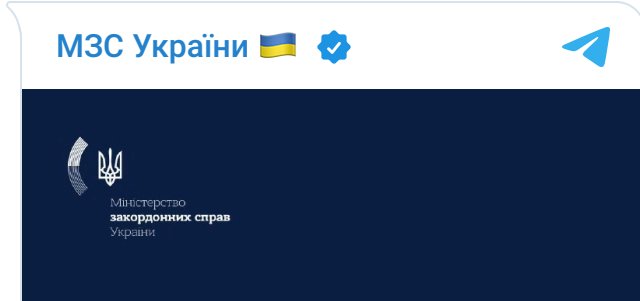 МЗС України 🇺🇦
Міністерство
закордонних справ
України